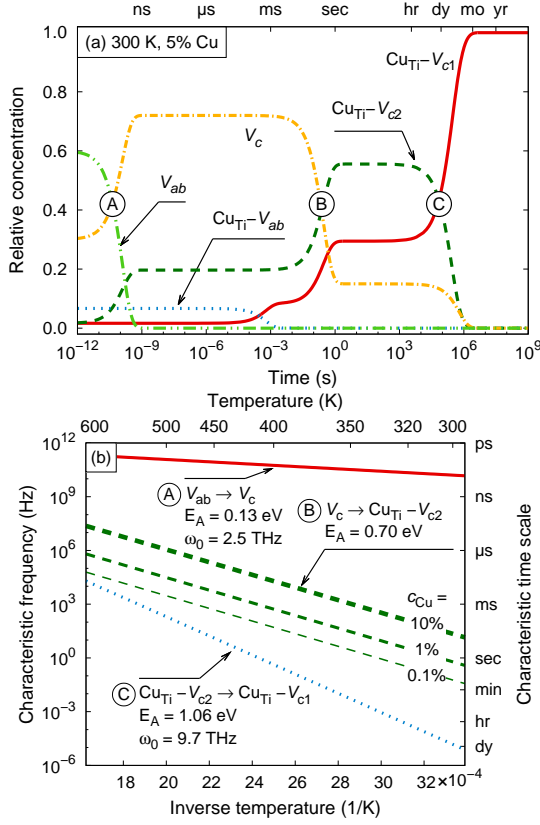 ns μs ms sec hr dy mo yr
(a) 300 K, 5% Cu
Cu_Ti–V_c1
Cu_Ti–V_c2
V_c
V_ab
Cu_Ti–V_ab
A
B
C
Relative concentration
1.0
0.8
0.6
0.4
0.2
0.0
10^−12 10^−9 10^−6 10^−3 10^0 10^3 10^6 10^9
Time (s)
Temperature (K)
600 500 440 400 350 320 300
(b)
Characteristic frequency (Hz)
10^12
10^10
10^6
10^3
10^0
10^−2
10^−6
ps
ns
μs
ms
sec
min
hr
dy
Characteristic time scale
A V_ab → V_c
E_A = 0.13 eV
ω_0 = 2.5 THz
B V_c → Cu_Ti–V_c2
E_A = 0.70 eV
c_Cu =
10%
1%
0.1%
C Cu_Ti–V_c2 → Cu_Ti–V_c1
E_A = 1.06 eV
ω_0 = 9.7 THz
18 20 22 24 26 28 30 32×10^−4
Inverse temperature (1/K)